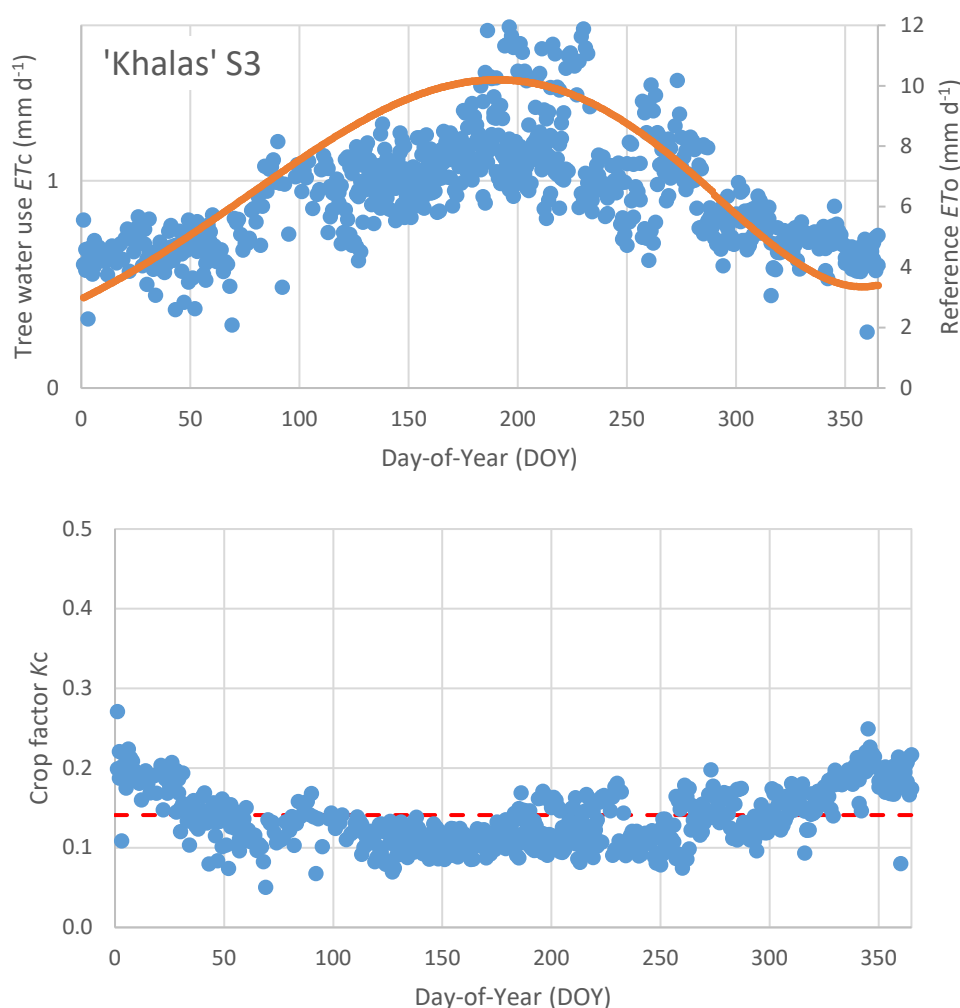 'Khalas' S3
Tree water use ETc (mm d-1)
1
0
12
10
8
6
4
2
0
Reference ETo (mm d-1)
0 50 100 150 200 250 300 350
Day-of-Year (DOY)
Crop factor Kc
0.5
0.4
0.3
0.2
0.1
0.0
0 50 100 150 200 250 300 350
Day-of-Year (DOY)